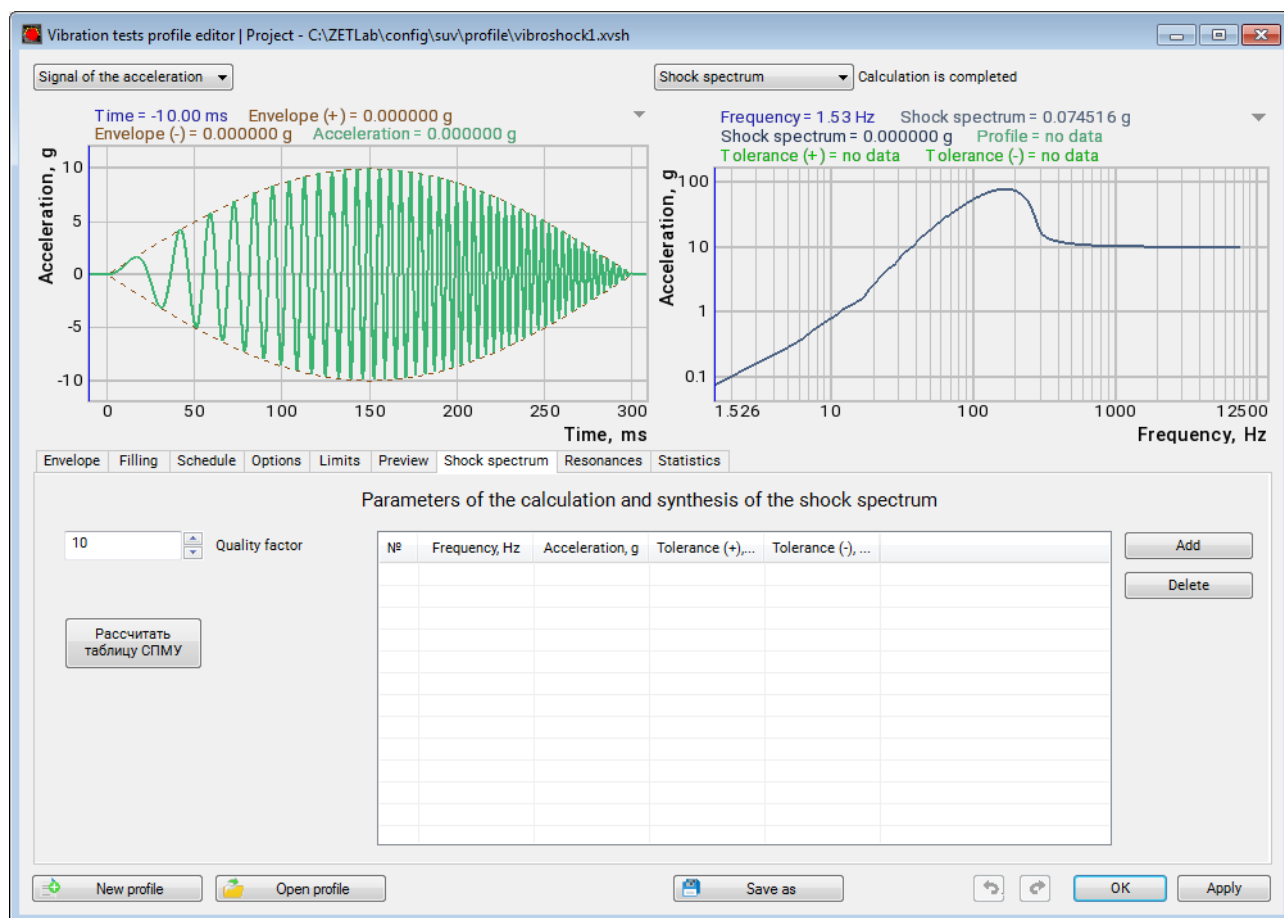 Vibration tests profile editor | Project - C:\ZETLab\config\suv\profile\vibroshock1.xvsh
Signal of the acceleration
Shock spectrum
Calculation is completed
Time = -10.00 ms Envelope (+) = 0.000000 g
Envelope (-) = 0.000000 g Acceleration = 0.000000 g
Acceleration, g
10
5
0
-5
-10
0 50 100 150 200 250 300
Time, ms
Frequency = 1.53 Hz Shock spectrum = 0.074516 g
Shock spectrum = 0.000000 g Profile = no data
Tolerance (+) = no data Tolerance (-) = no data
Acceleration, g
100
10
1
0.1
1.526 10 100 1000 12500
Frequency, Hz
Envelope Filling Schedule Options Limits Preview Shock spectrum Resonances Statistics
Parameters of the calculation and synthesis of the shock spectrum
10 Quality factor
Рассчитать
таблицу СПМУ
№ Frequency, Hz Acceleration, g Tolerance (+),... Tolerance (-), ...
Add
Delete
New profile Open profile Save as OK Apply